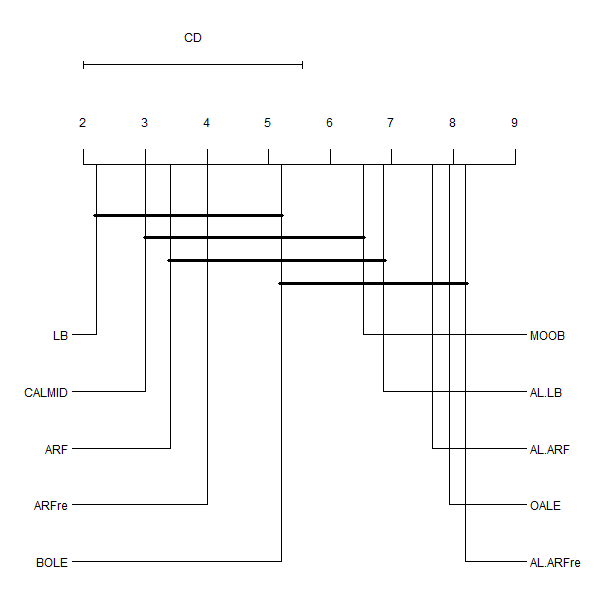 CD
2 3 4 5 6 7 8 9
LB MOOB
CALMID AL.LB
ARF AL.ARF
ARFre OALE
BOLE AL.ARFre